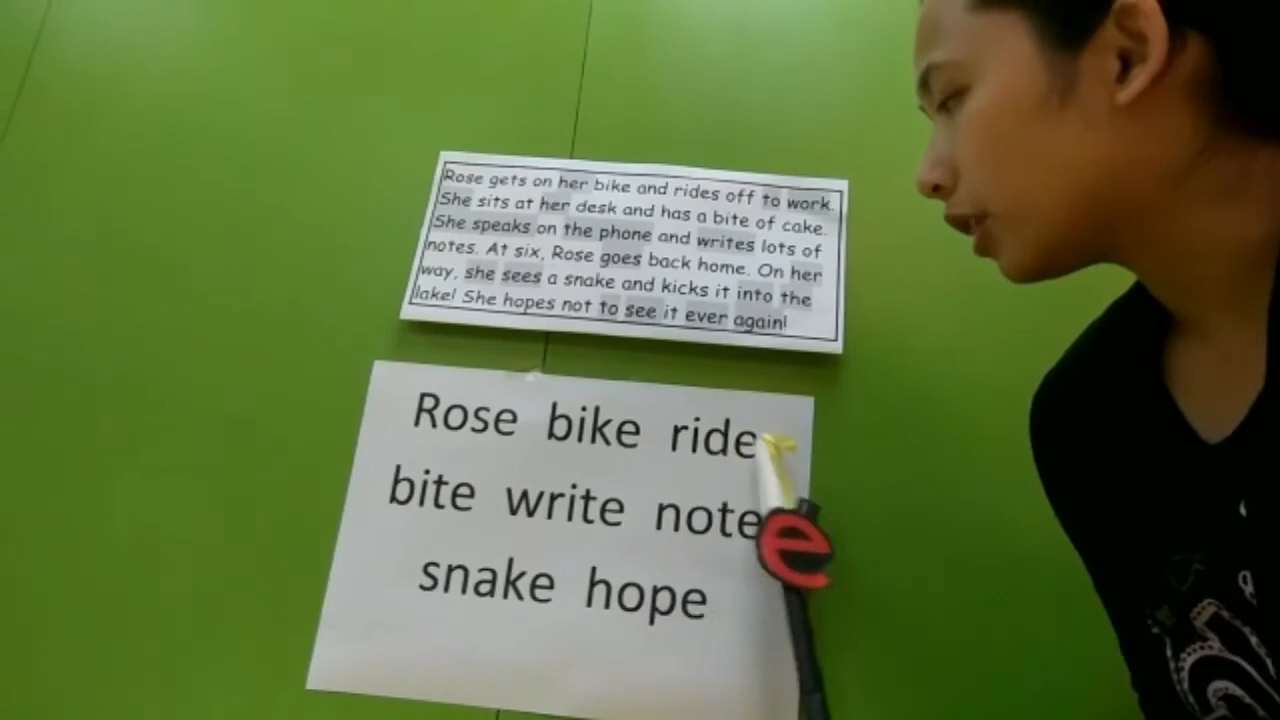 Rose gets on her bike and rides off to work.
She sits at her desk and has a bite of cake.
She speaks on the phone and writes lots of
notes. At six, Rose goes back home. On her
way, she sees a snake and kicks it into the
lake! She hopes not to see it ever again!
Rose bike ride
bite write note
e
snake hope